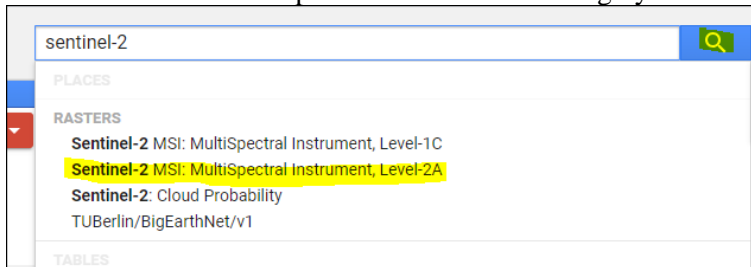 sentinel-2
PLACES
RASTERS
Sentinel-2 MSI: MultiSpectral Instrument, Level-1C
Sentinel-2 MSI: MultiSpectral Instrument, Level-2A
Sentinel-2: Cloud Probability
TUBerlin/BigEarthNet/v1
TABLES